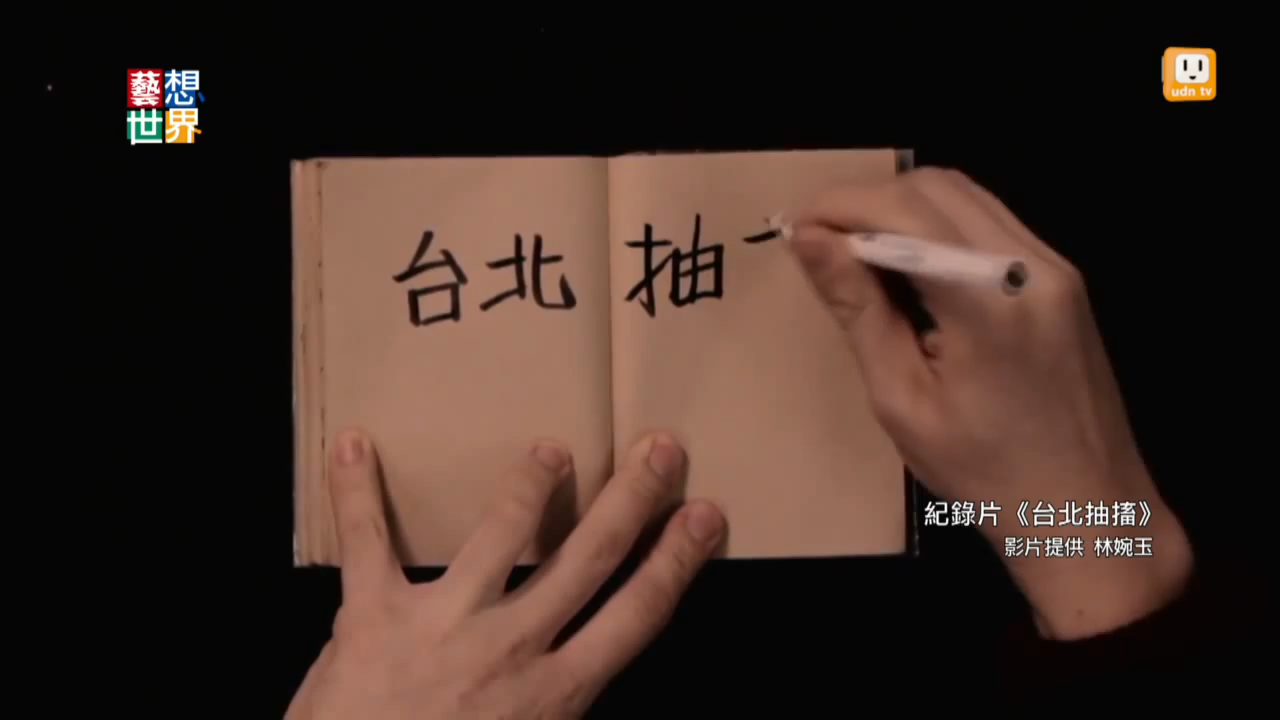 藝想
世界
udn tv
台北 抽
紀錄片《台北抽搐》
影片提供 林婉玉